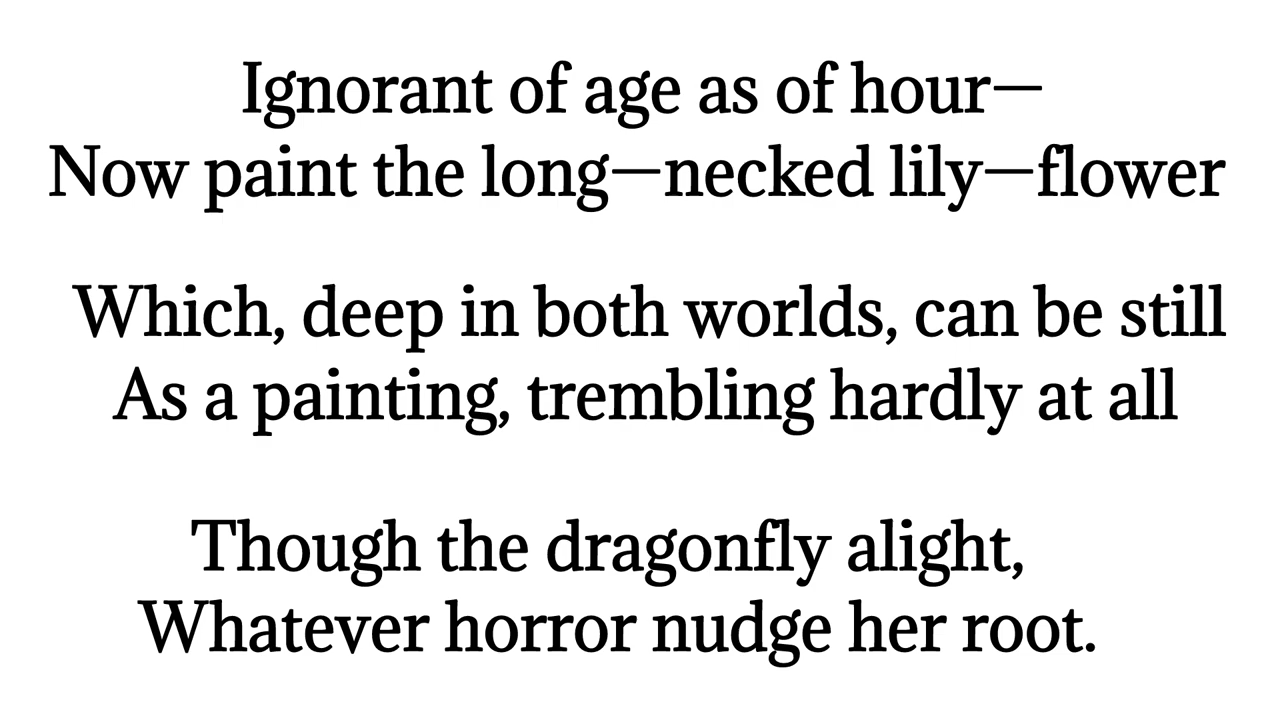 Ignorant of age as of hour—
Now paint the long—necked lily—flower
Which, deep in both worlds, can be still
As a painting, trembling hardly at all
Though the dragonfly alight,
Whatever horror nudge her root.